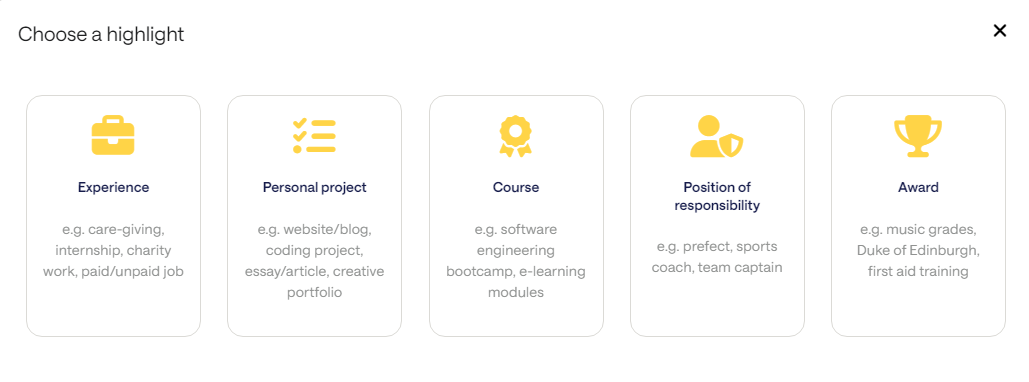 Choose a highlight
Experience
e.g. care-giving,
internship, charity
work, paid/unpaid job
Personal project
e.g. website/blog,
coding project,
essay/article, creative
portfolio
Course
e.g. software
engineering
bootcamp, e-learning
modules
Position of
responsibility
e.g. prefect, sports
coach, team captain
Award
e.g. music grades,
Duke of Edinburgh,
first aid training